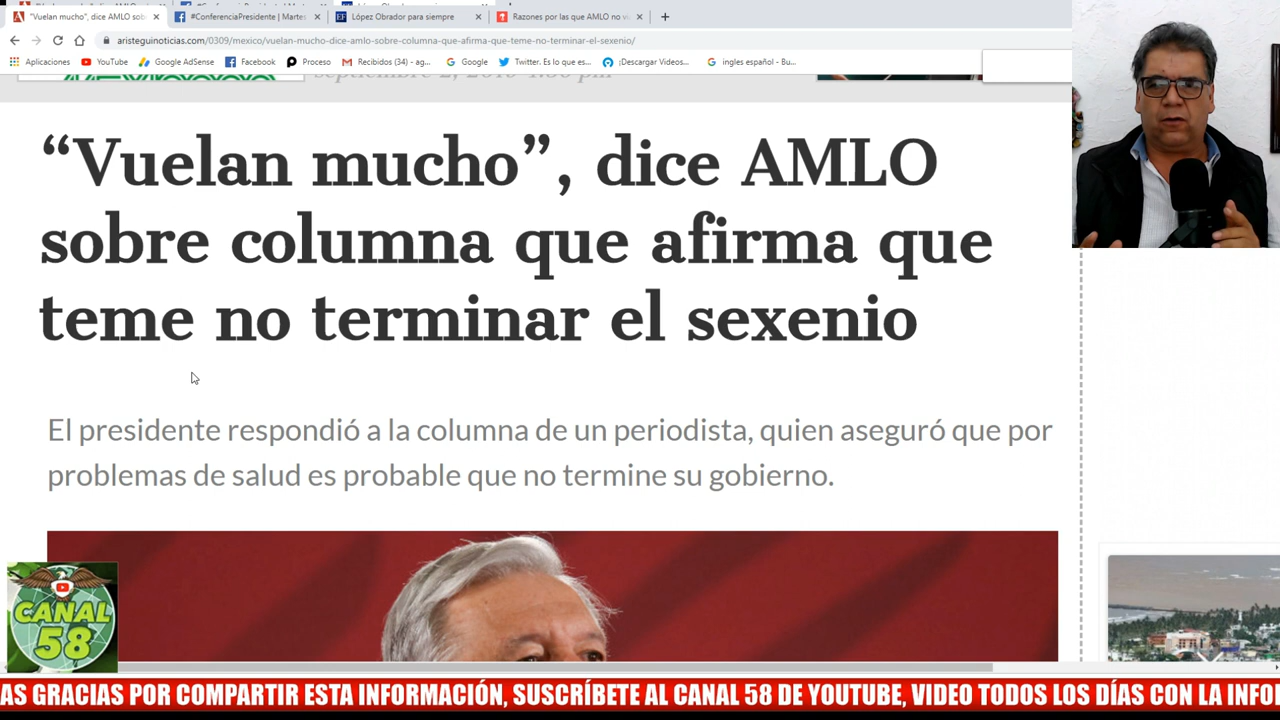 "Vuelan mucho", dice AMLO sob
#ConferenciaPresidente | Martes
López Obrador para siempre
Razones por las que AMLO no vi
aristeguinoticias.com/0309/mexico/vuelan-mucho-dice-amlo-sobre-columna-que-afirma-que-teme-no-terminar-el-sexenio/
Aplicaciones YouTube Google AdSense Facebook Proceso Recibidos (34) - ag... Google Twitter. Es lo que es... ¡Descargar Videos... ingles español - Bu...
“Vuelan mucho”, dice AMLO
sobre columna que afirma que
teme no terminar el sexenio
El presidente respondió a la columna de un periodista, quien aseguró que por
problemas de salud es probable que no termine su gobierno.
CANAL
58
AS GRACIAS POR COMPARTIR ESTA INFORMACIÓN, SUSCRÍBETE AL CANAL 58 DE YOUTUBE, VIDEO TODOS LOS DÍAS CON LA INFO